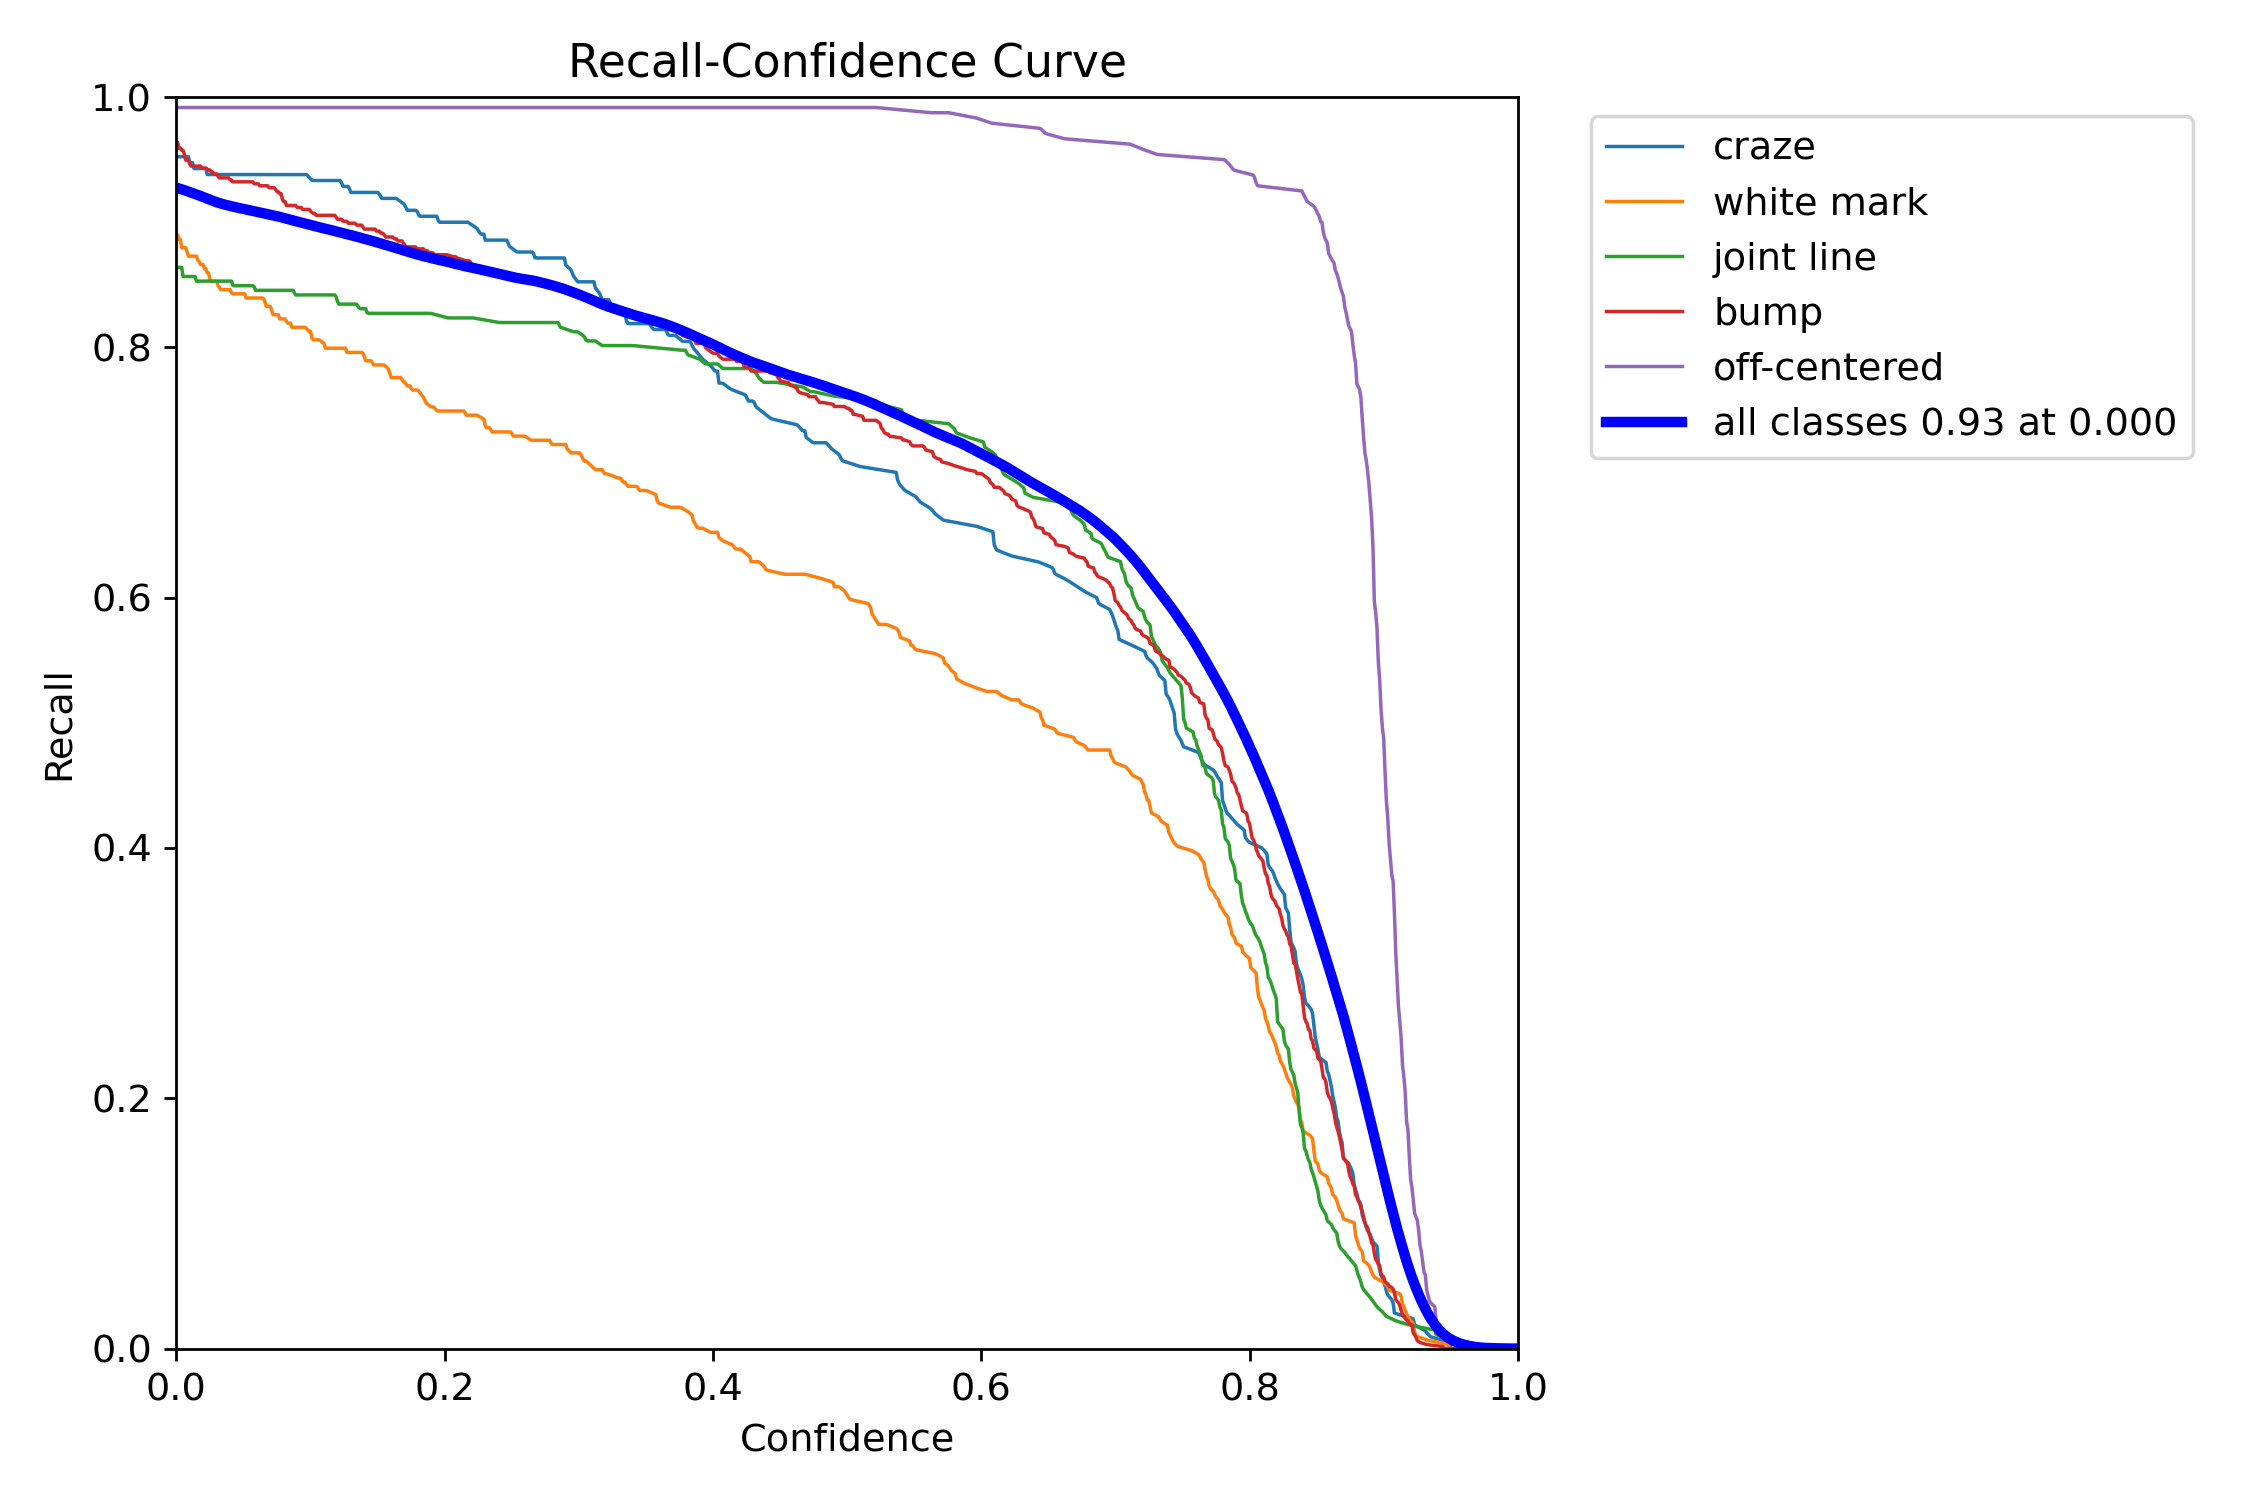 Recall-Confidence Curve
1.0
0.8
0.6
0.4
0.2
0.0
Recall
0.0 0.2 0.4 0.6 0.8 1.0
Confidence
craze
white mark
joint line
bump
off-centered
all classes 0.93 at 0.000